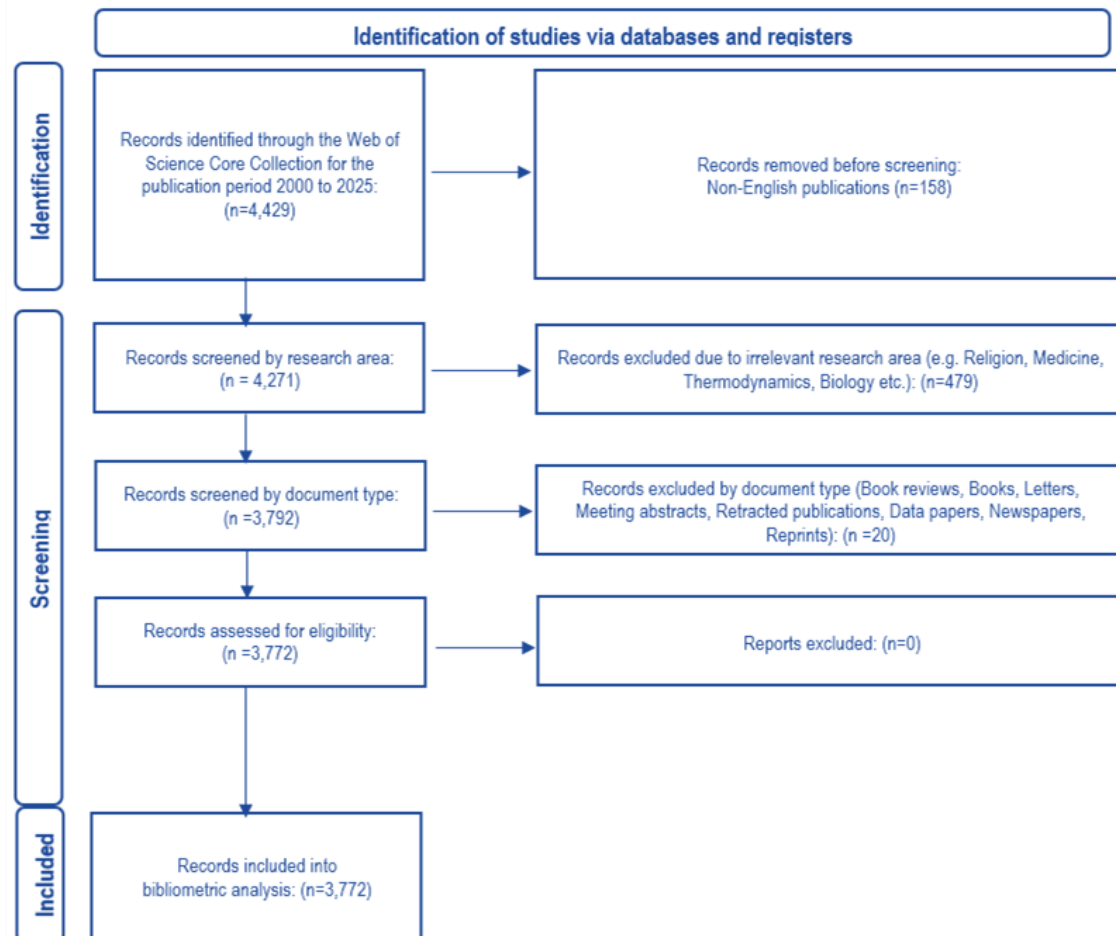 Identification of studies via databases and registers
Identification
Records identified through the Web of
Science Core Collection for the
publication period 2000 to 2025:
(n=4,429)
Records removed before screening:
Non-English publications (n=158)
Screening
Records screened by research area:
(n = 4,271)
Records excluded due to irrelevant research area (e.g. Religion, Medicine,
Thermodynamics, Biology etc.): (n=479)
Records screened by document type:
(n =3,792)
Records excluded by document type (Book reviews, Books, Letters,
Meeting abstracts, Retracted publications, Data papers, Newspapers,
Reprints): (n =20)
Records assessed for eligibility:
(n =3,772)
Reports excluded: (n=0)
Included
Records included into
bibliometric analysis: (n=3,772)